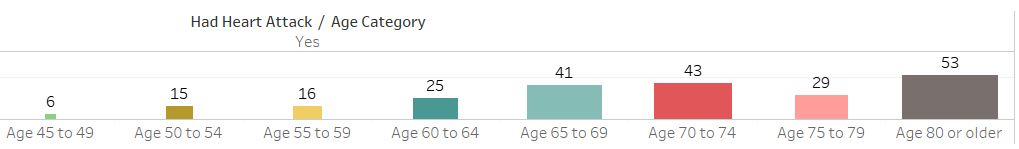 Had Heart Attack / Age Category
Yes
6
15
16
25
41
43
29
53
Age 45 to 49
Age 50 to 54
Age 55 to 59
Age 60 to 64
Age 65 to 69
Age 70 to 74
Age 75 to 79
Age 80 or older